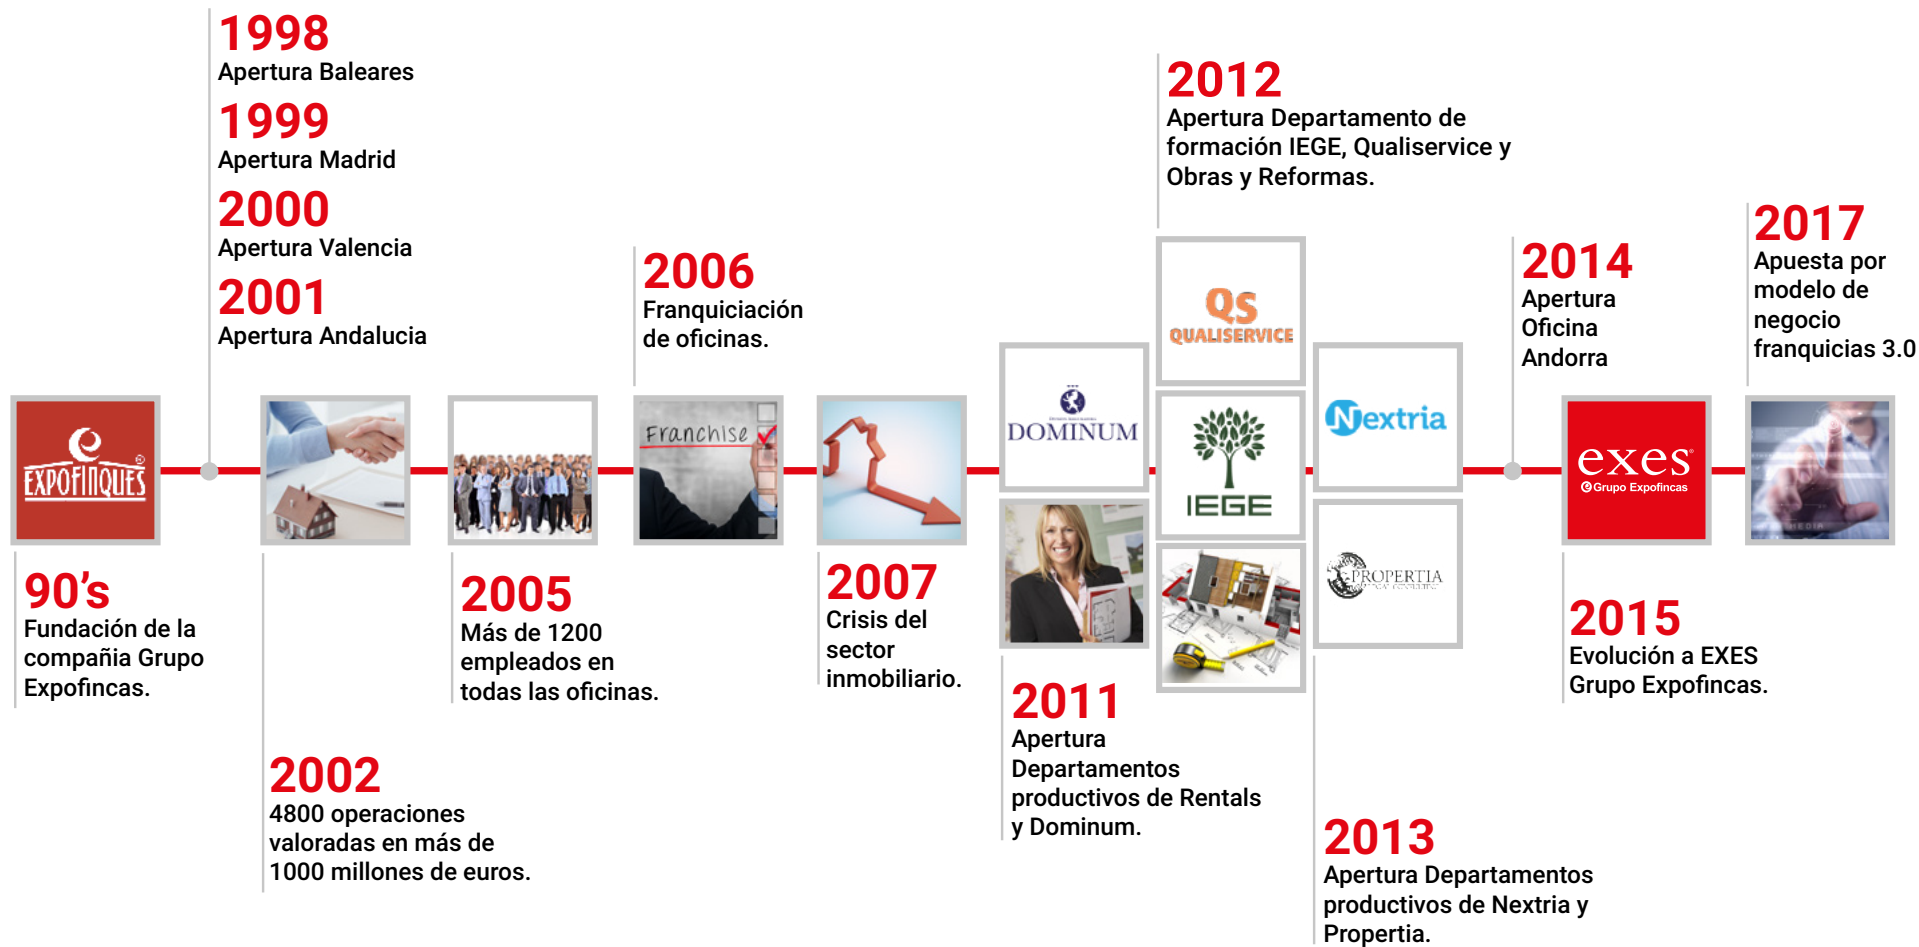 1998
Apertura Baleares
1999
Apertura Madrid
2000
Apertura Valencia
2001
Apertura Andalucia
EXPOFINQUES
90's
Fundación de la
compañia Grupo
Expofincas.
2002
4800 operaciones
valoradas en más de
1000 millones de euros.
2005
Más de 1200
empleados en
todas las oficinas.
2006
Franquiciación
de oficinas.
Franchise
2007
Crisis del
sector
inmobiliario.
DOMINUM
2011
Apertura
Departamentos
productivos de Rentals
y Dominum.
2012
Apertura Departamento de
formación IEGE, Qualiservice y
Obras y Reformas.
QS
QUALISERVICE
IEGE
Nextria
PROPERTIA
2013
Apertura Departamentos
productivos de Nextria y
Propertia.
2014
Apertura
Oficina
Andorra
exes
Grupo Expofincas
2015
Evolución a EXES
Grupo Expofincas.
2017
Apuesta por
modelo de
negocio
franquicias 3.0
MEDIA